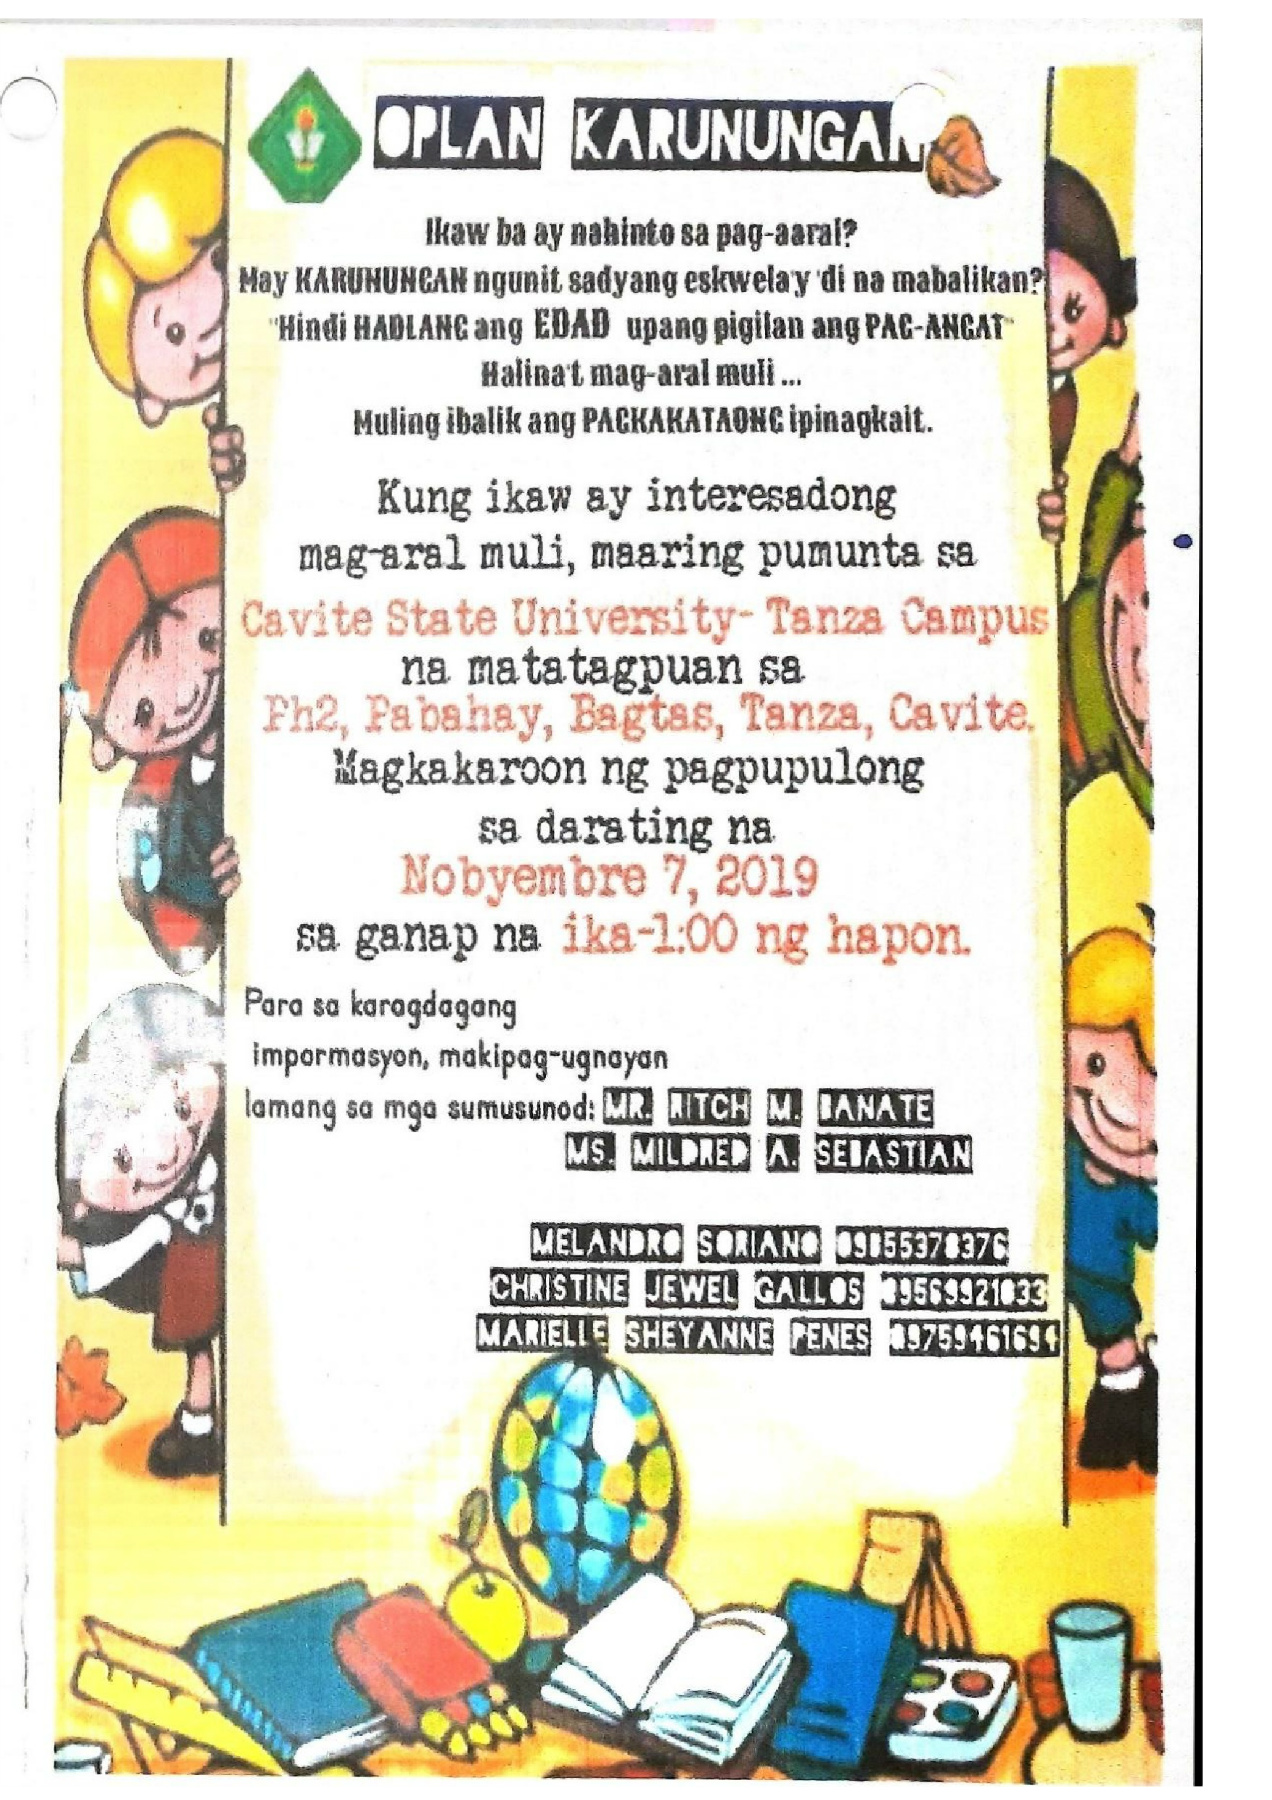 OPLAN KARUNUNGAN
Ikaw ba ay nahinto sa pag-aaral?
May KARUNUNGAN ngunit sadyang eskwela'y 'di na mabalikan?
"Hindi HADLANG ang EDAD upang pigilan ang PAG-ANGAT"
Halina't mag-aral muli ...
Muling ibalik ang PAGKAKATAONG ipinagkait.
Kung ikaw ay interesadong
mag-aral muli, maaring pumunta sa
Cavite State University- Tanza Campus
na matatagpuan sa
Ph2, Pabahay, Bagtas, Tanza, Cavite.
Magkakaroon ng pagpupulong
sa darating na
Nobyembre 7, 2019
sa ganap na ika-1:00 ng hapon.
Para sa karagdagang
impormasyon, makipag-ugnayan
lamang sa mga sumusunod: MR. RITCH M. BANATE
MS. MILDRED A. SEBASTIAN
MELANDRO SORIANO
CHRISTINE JEWEL GALLOS
MARIELLE SHEYANNE PENES 09759461694